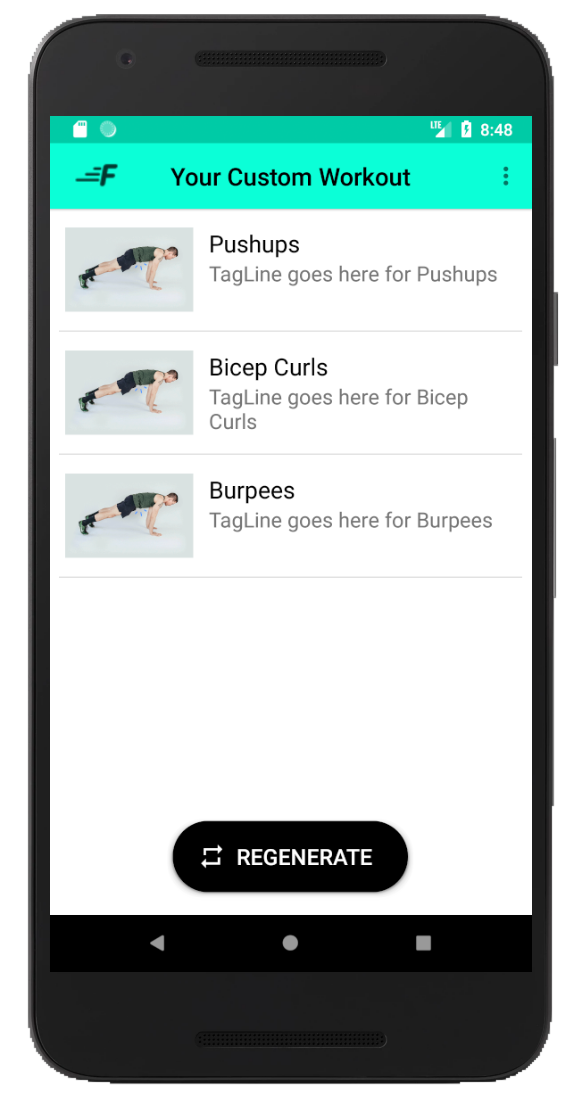 LTE 8:48
F Your Custom Workout
Pushups
TagLine goes here for Pushups
Bicep Curls
TagLine goes here for Bicep
Curls
Burpees
TagLine goes here for Burpees
REGENERATE